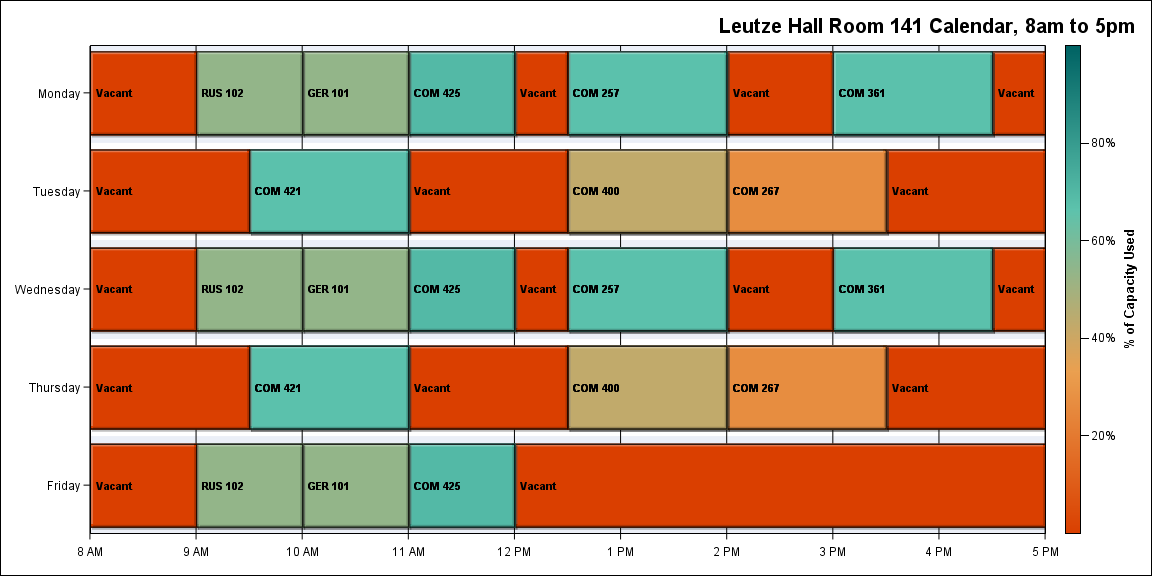 Leutze Hall Room 141 Calendar, 8am to 5pm
Monday
Vacant
RUS 102
GER 101
COM 425
Vacant
COM 257
Vacant
COM 361
Vacant
Tuesday
Vacant
COM 421
Vacant
COM 400
COM 267
Vacant
Wednesday
Vacant
RUS 102
GER 101
COM 425
Vacant
COM 257
Vacant
COM 361
Vacant
Thursday
Vacant
COM 421
Vacant
COM 400
COM 267
Vacant
Friday
Vacant
RUS 102
GER 101
COM 425
Vacant
8 AM
9 AM
10 AM
11 AM
12 PM
1 PM
2 PM
3 PM
4 PM
5 PM
80%
60%
40%
20%
% of Capacity Used